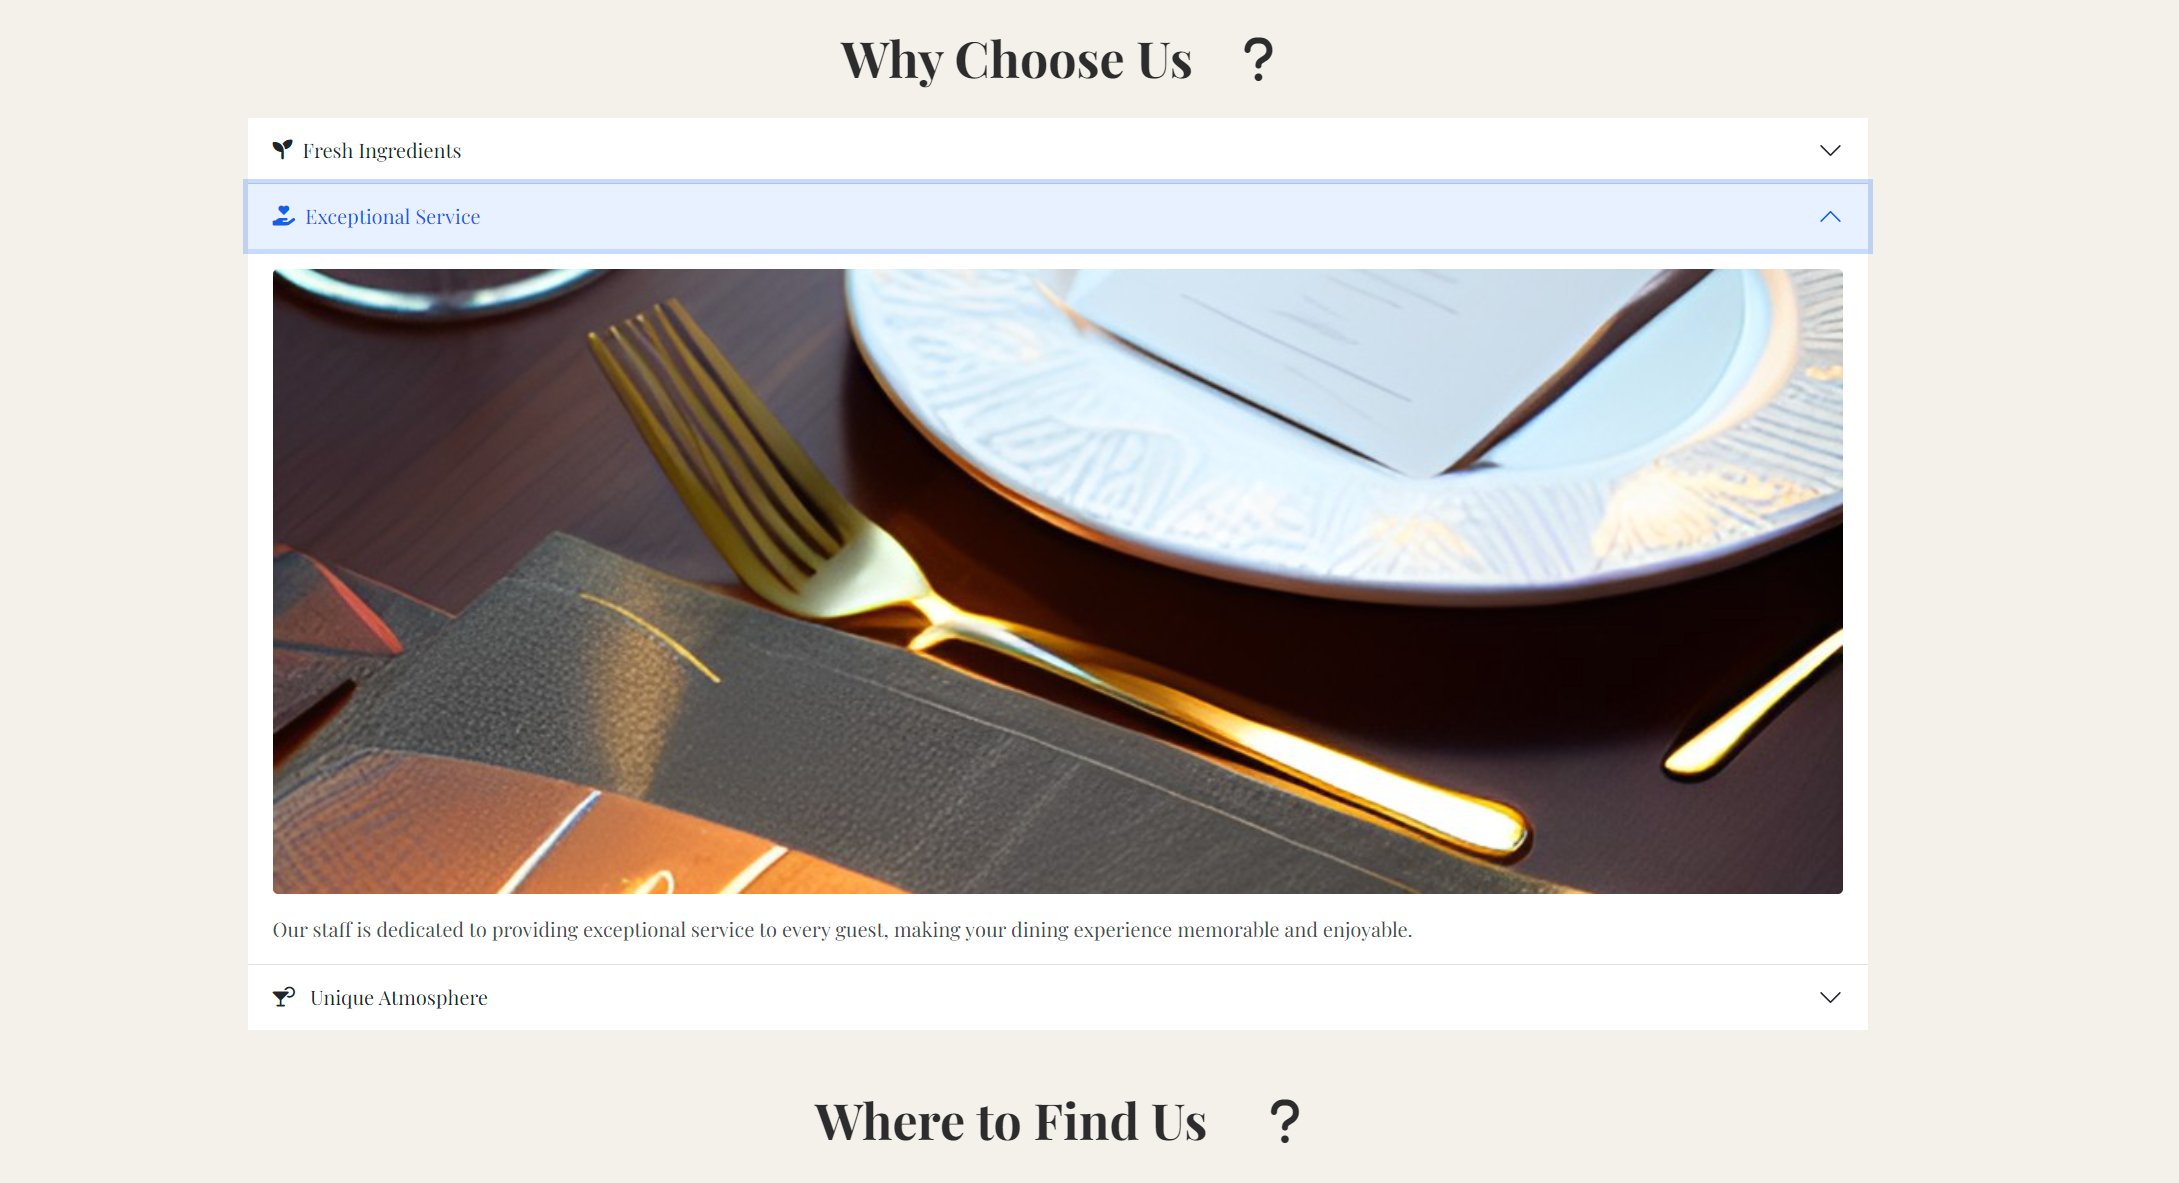 Why Choose Us ?
Fresh Ingredients
Exceptional Service
Our staff is dedicated to providing exceptional service to every guest, making your dining experience memorable and enjoyable.
Unique Atmosphere
Where to Find Us ?